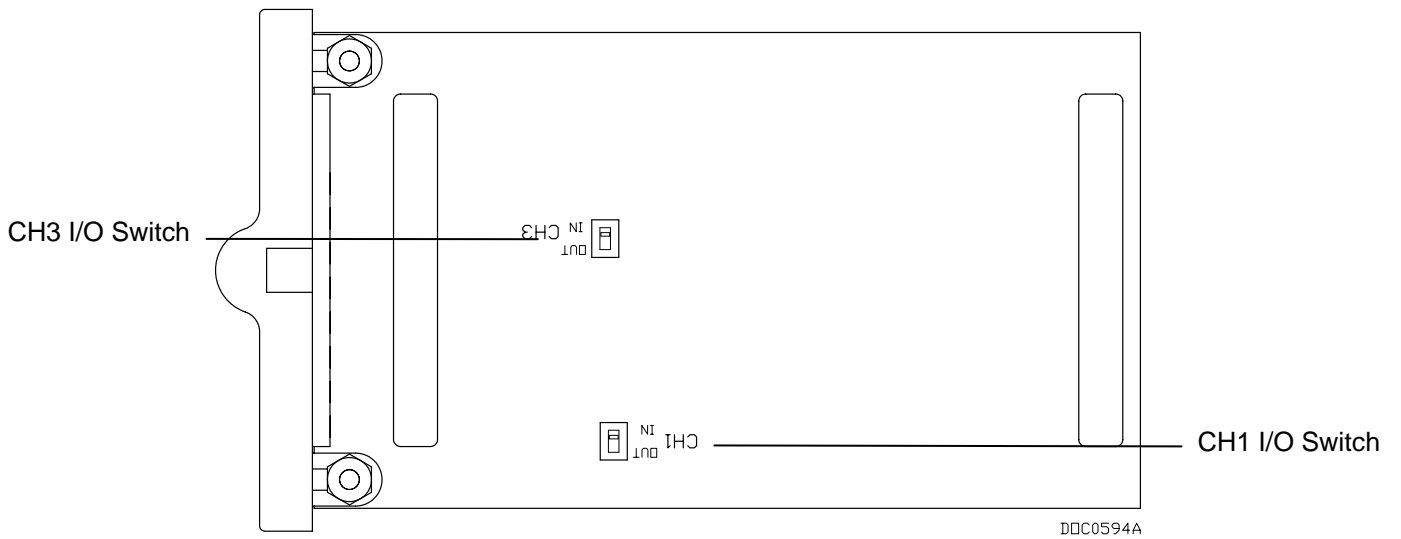 CH3 I/O Switch
CH3 IN
OUT
IN CH1
OUT
CH1 I/O Switch
DOC0594A